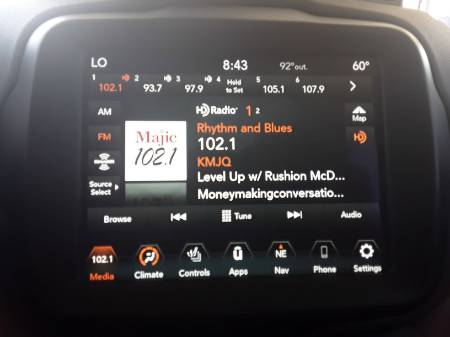 LO 8:43 92° out. 60°
1 2 3 4 5 6
102.1 93.7 97.9 Hold to Set 105.1 107.9
AM HD Radio 1 2 Map
FM Rhythm and Blues HD
Majic 102.1
102.1
KMJQ
Source Select Level Up w/ Rushion McD...
Moneymakingconversatio...
Browse Tune Audio
102.1 NE
Media Climate Controls Apps Nav Phone Settings